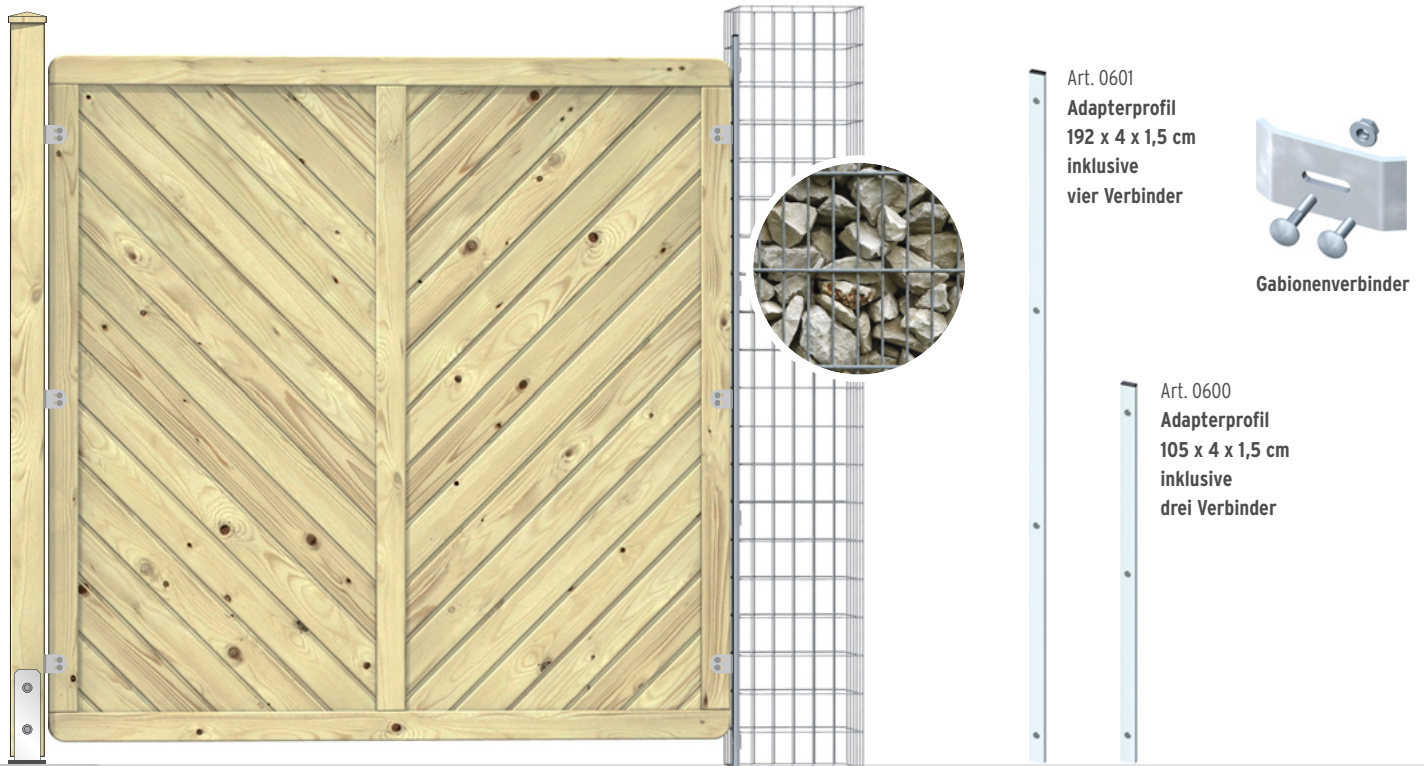 Art. 0601
Adapterprofil
192 x 4 x 1,5 cm
inklusive
vier Verbinder
Gabionenverbinder
Art. 0600
Adapterprofil
105 x 4 x 1,5 cm
inklusive
drei Verbinder